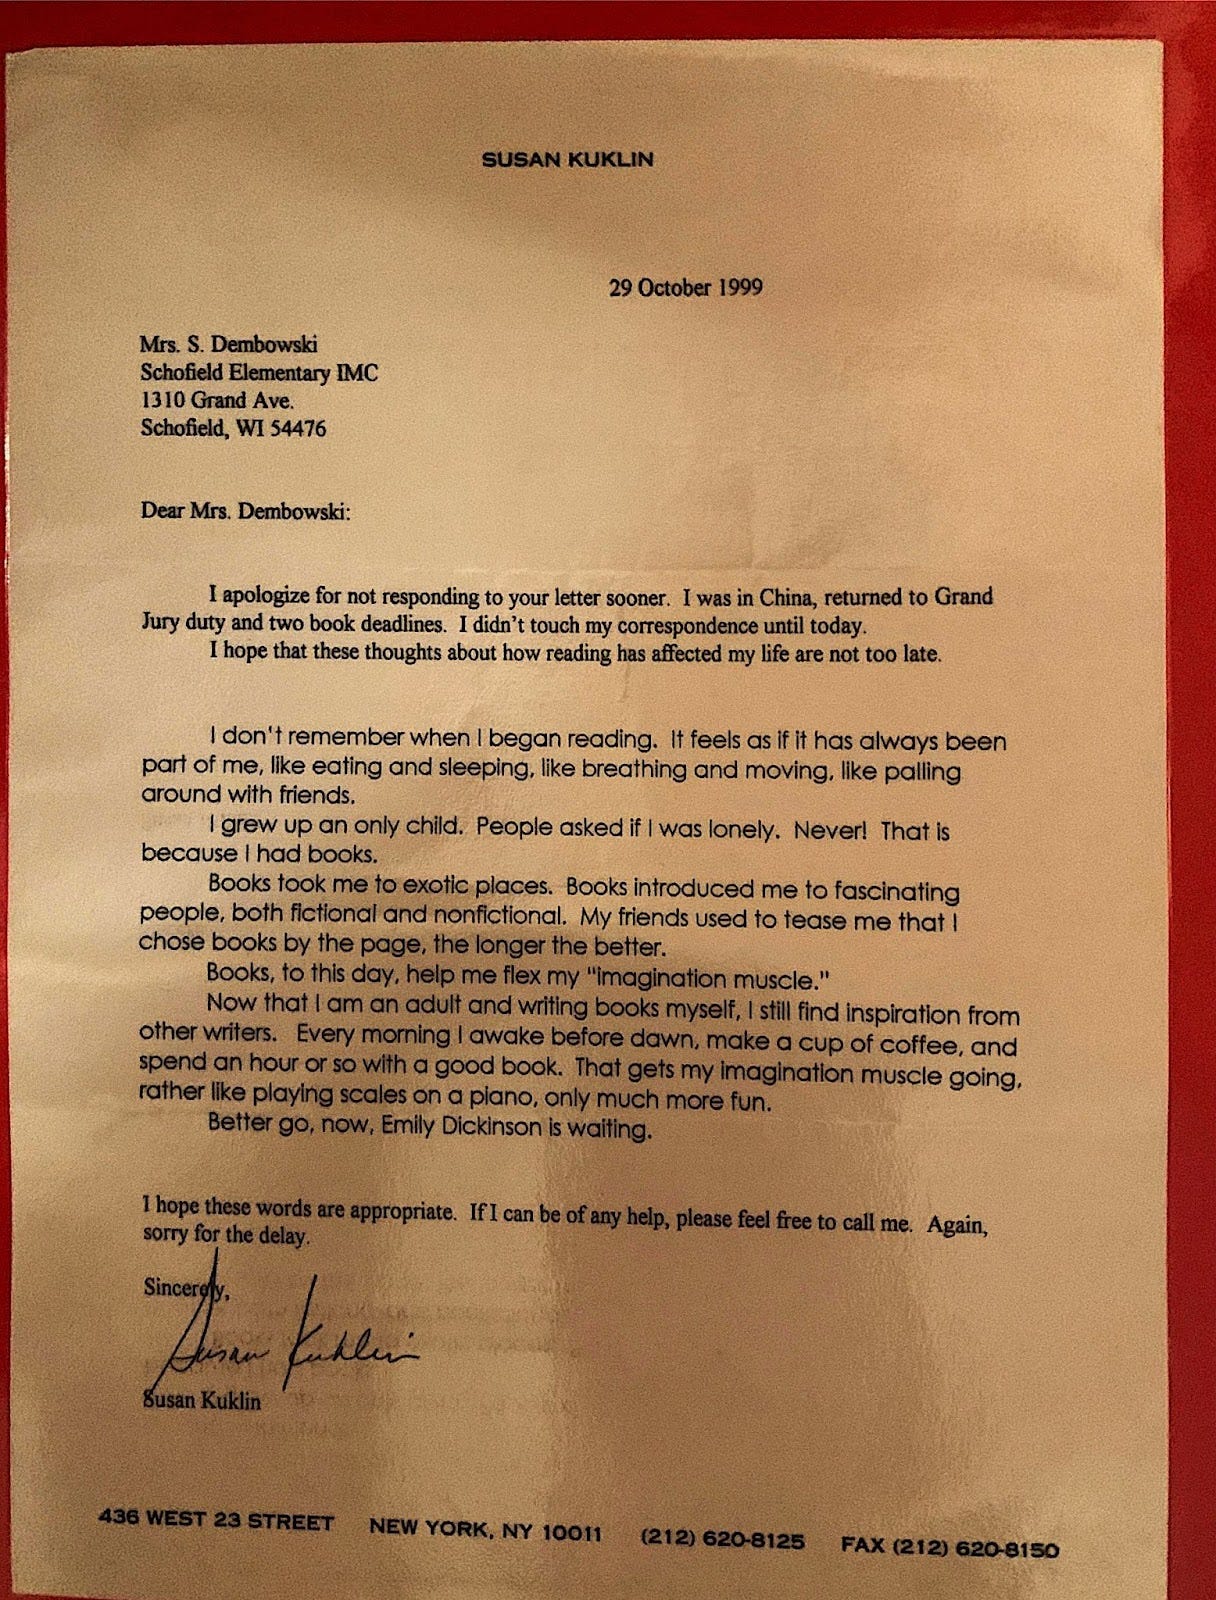 SUSAN KUKLIN
29 October 1999
Mrs. S. Dembowski
Schofield Elementary IMC
1310 Grand Ave.
Schofield, WI 54476
Dear Mrs. Dembowski:
I apologize for not responding to your letter sooner. I was in China, returned to Grand
Jury duty and two book deadlines. I didn't touch my correspondence until today.
I hope that these thoughts about how reading has affected my life are not too late.
I don't remember when I began reading. It feels as if it has always been
part of me, like eating and sleeping, like breathing and moving, like palling
around with friends.
I grew up an only child. People asked if I was lonely. Never! That is
because I had books.
Books took me to exotic places. Books introduced me to fascinating
people, both fictional and nonfictional. My friends used to tease me that I
chose books by the page, the longer the better.
Books, to this day, help me flex my "imagination muscle."
Now that I am an adult and writing books myself, I still find inspiration from
other writers. Every morning I awake before dawn, make a cup of coffee, and
spend an hour or so with a good book. That gets my imagination muscle going,
rather like playing scales on a piano, only much more fun.
Better go, now, Emily Dickinson is waiting.
I hope these words are appropriate. If I can be of any help, please feel free to call me. Again,
sorry for the delay.
Sincerely,
Susan Kuklin
Susan Kuklin
436 WEST 23 STREET NEW YORK, NY 10011 (212) 620-8125 FAX (212) 620-8150